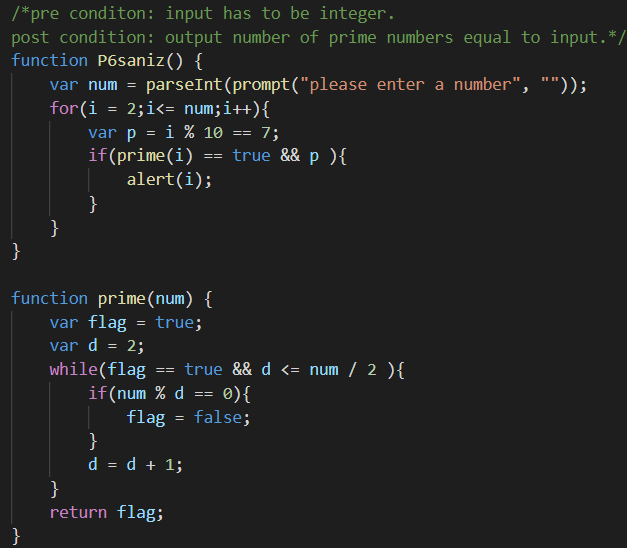 /*pre conditon: input has to be integer.
post condition: output number of prime numbers equal to input.*/
function P6saniz() {
    var num = parseInt(prompt("please enter a number", ""));
    for(i = 2;i<= num;i++){
        var p = i % 10 == 7;
        if(prime(i) == true && p ){
            alert(i);
        }
    }
}

function prime(num) {
    var flag = true;
    var d = 2;
    while(flag == true && d <= num / 2 ){
        if(num % d == 0){
            flag = false;
        }
        d = d + 1;
    }
    return flag;
}